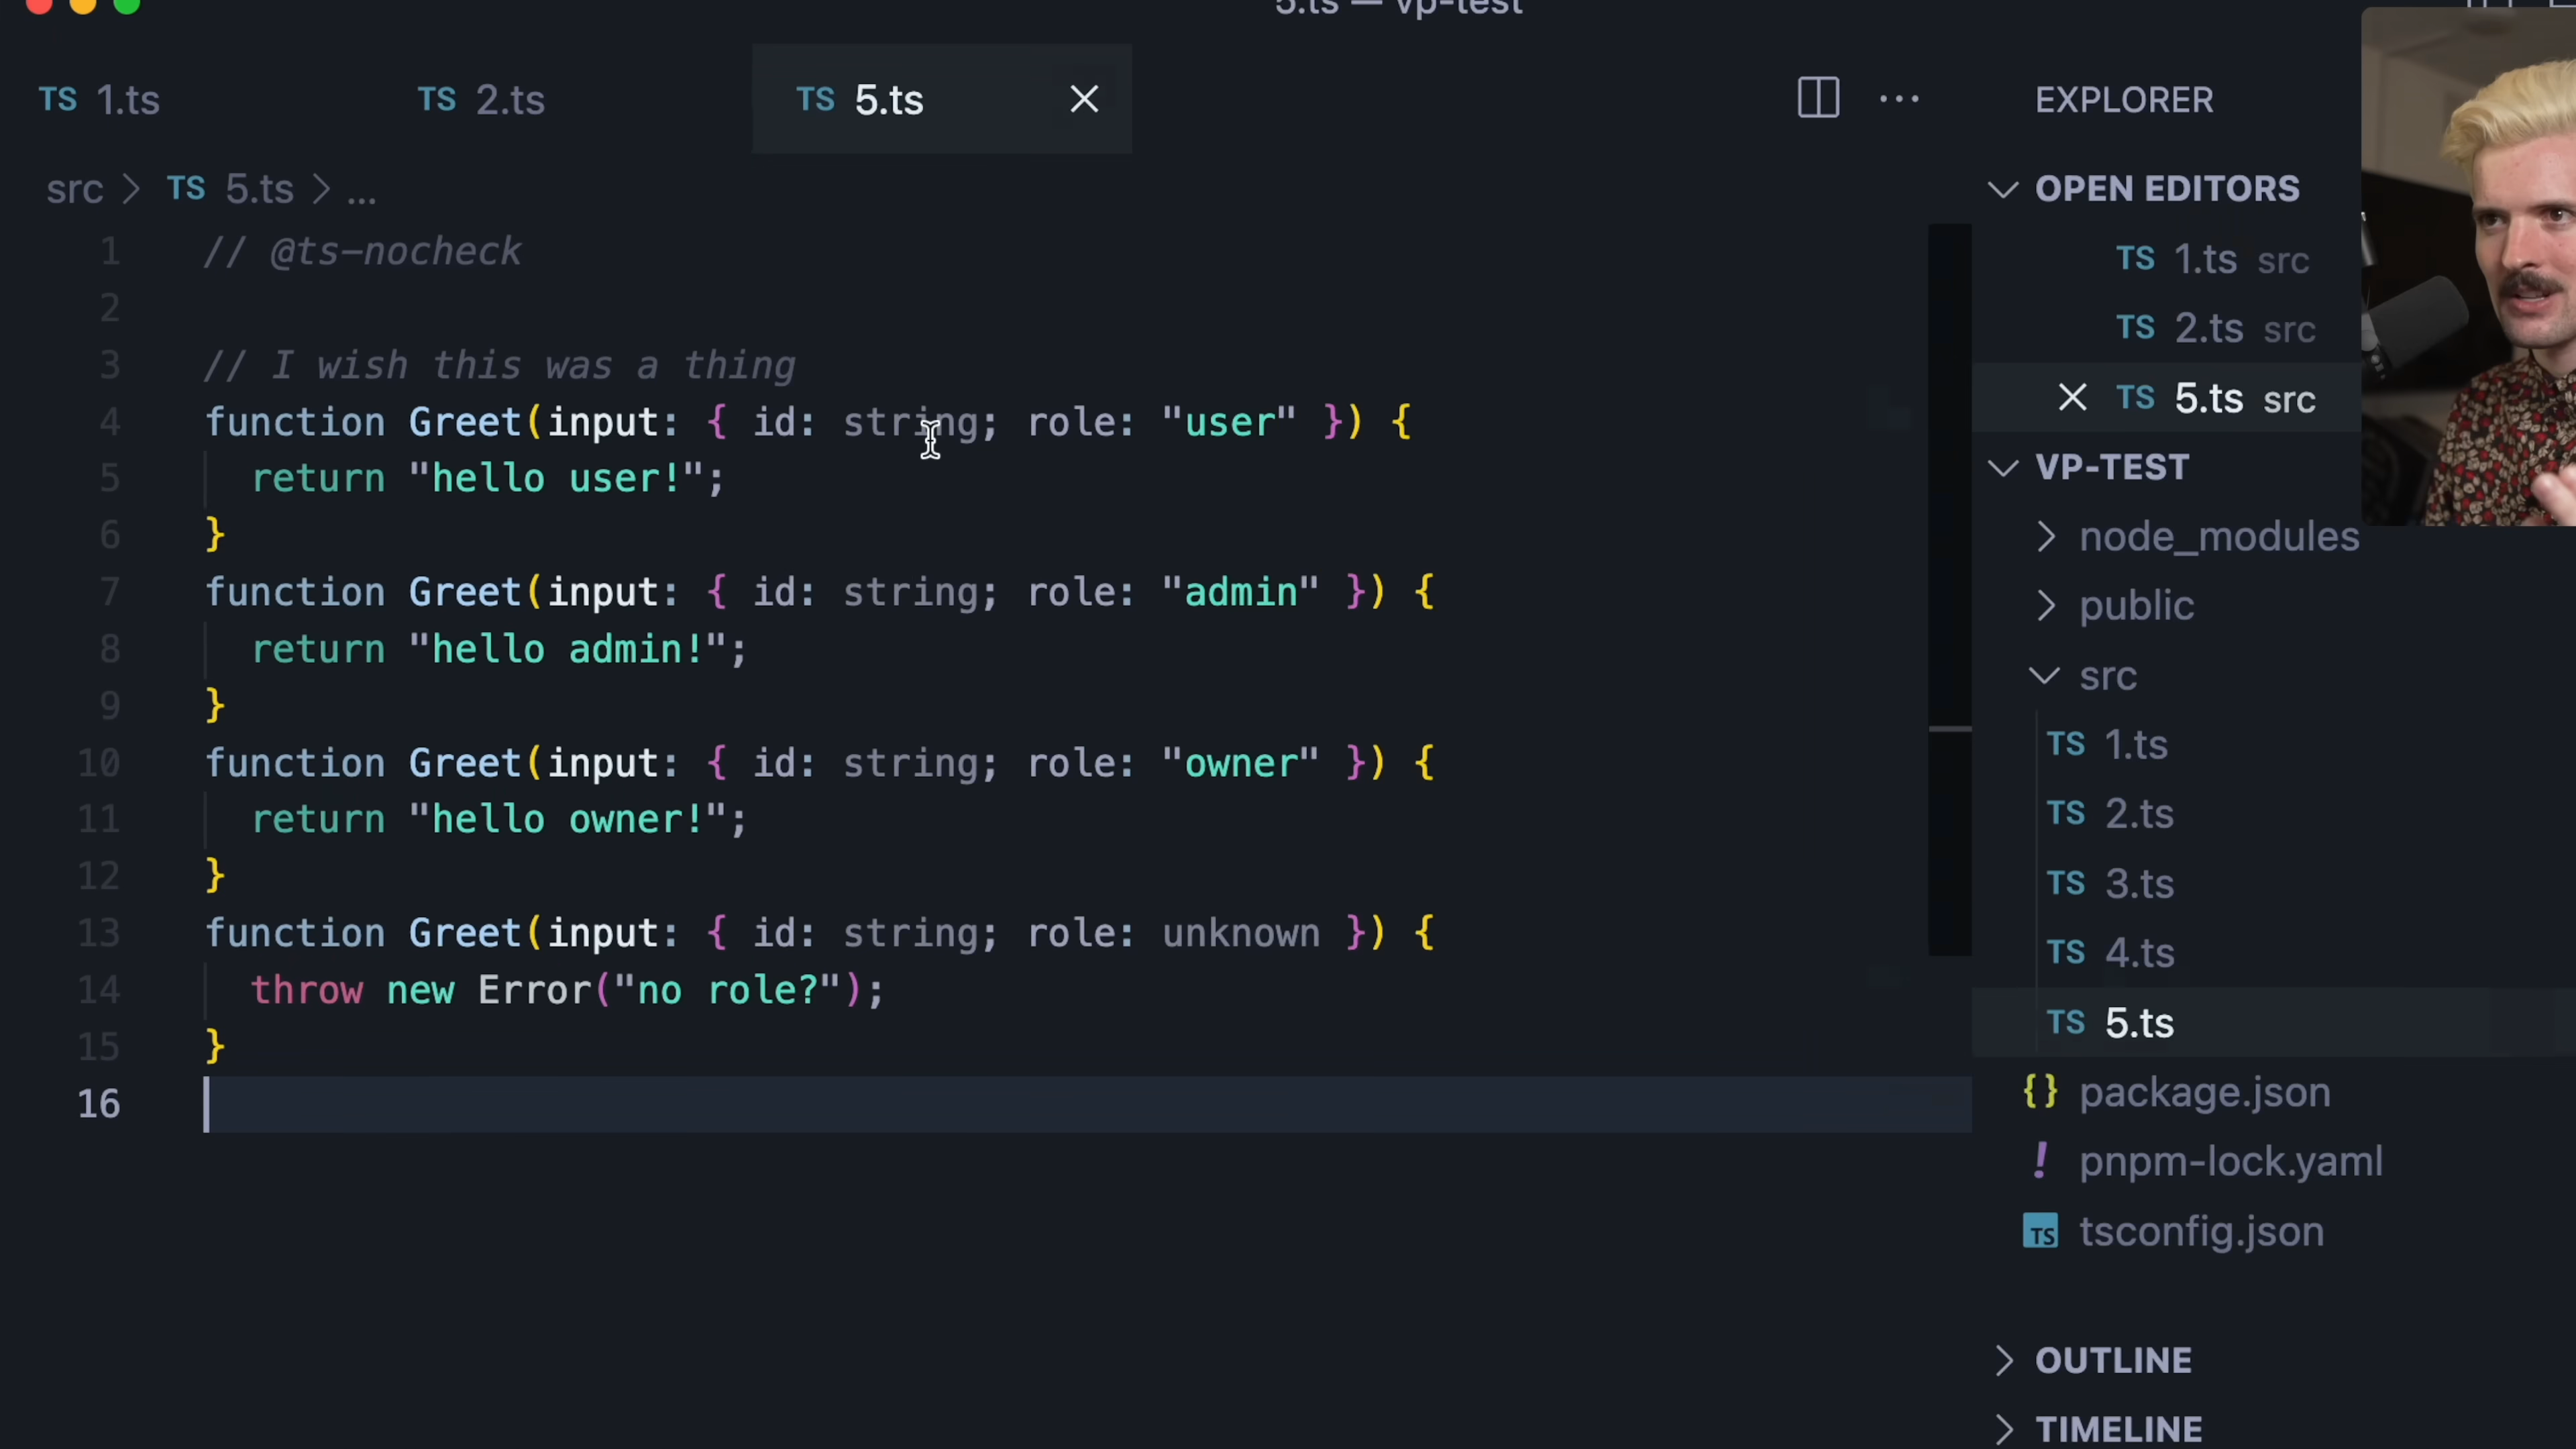 5.ts — vp-test
TS 1.ts
TS 2.ts
TS 5.ts
src > TS 5.ts > ...
1 // @ts-nocheck
2
3 // I wish this was a thing
4 function Greet(input: { id: string; role: "user" }) {
5 return "hello user!";
6 }
7 function Greet(input: { id: string; role: "admin" }) {
8 return "hello admin!";
9 }
10 function Greet(input: { id: string; role: "owner" }) {
11 return "hello owner!";
12 }
13 function Greet(input: { id: string; role: unknown }) {
14 throw new Error("no role?");
15 }
16
EXPLORER
OPEN EDITORS
TS 1.ts src
TS 2.ts src
TS 5.ts src
VP-TEST
node_modules
public
src
TS 1.ts
TS 2.ts
TS 3.ts
TS 4.ts
TS 5.ts
{} package.json
! pnpm-lock.yaml
TS tsconfig.json
OUTLINE
TIMELINE